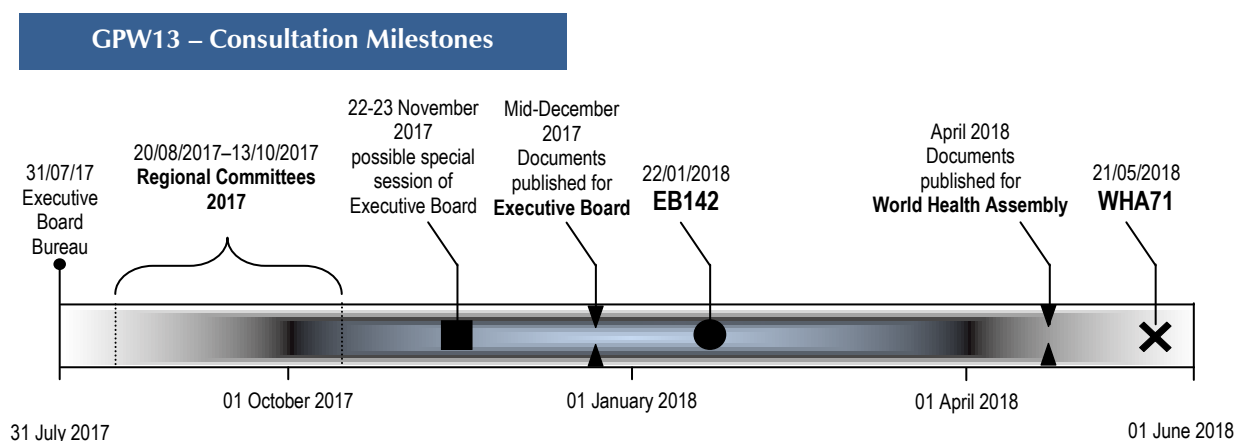 GPW13 – Consultation Milestones
31/07/17
Executive
Board
Bureau
20/08/2017–13/10/2017
Regional Committees
2017
22-23 November
2017
possible special
session of
Executive Board
Mid-December
2017
Documents
published for
Executive Board
22/01/2018
EB142
April 2018
Documents
published for
World Health Assembly
21/05/2018
WHA71
31 July 2017
01 October 2017
01 January 2018
01 April 2018
01 June 2018